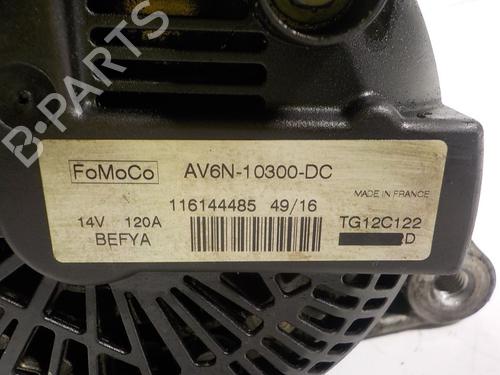 B-PARTS
FoMoCo AV6N-10300-DC
MADE IN FRANCE
116144485 49/16
14V 120A TG12C122
BEFYA